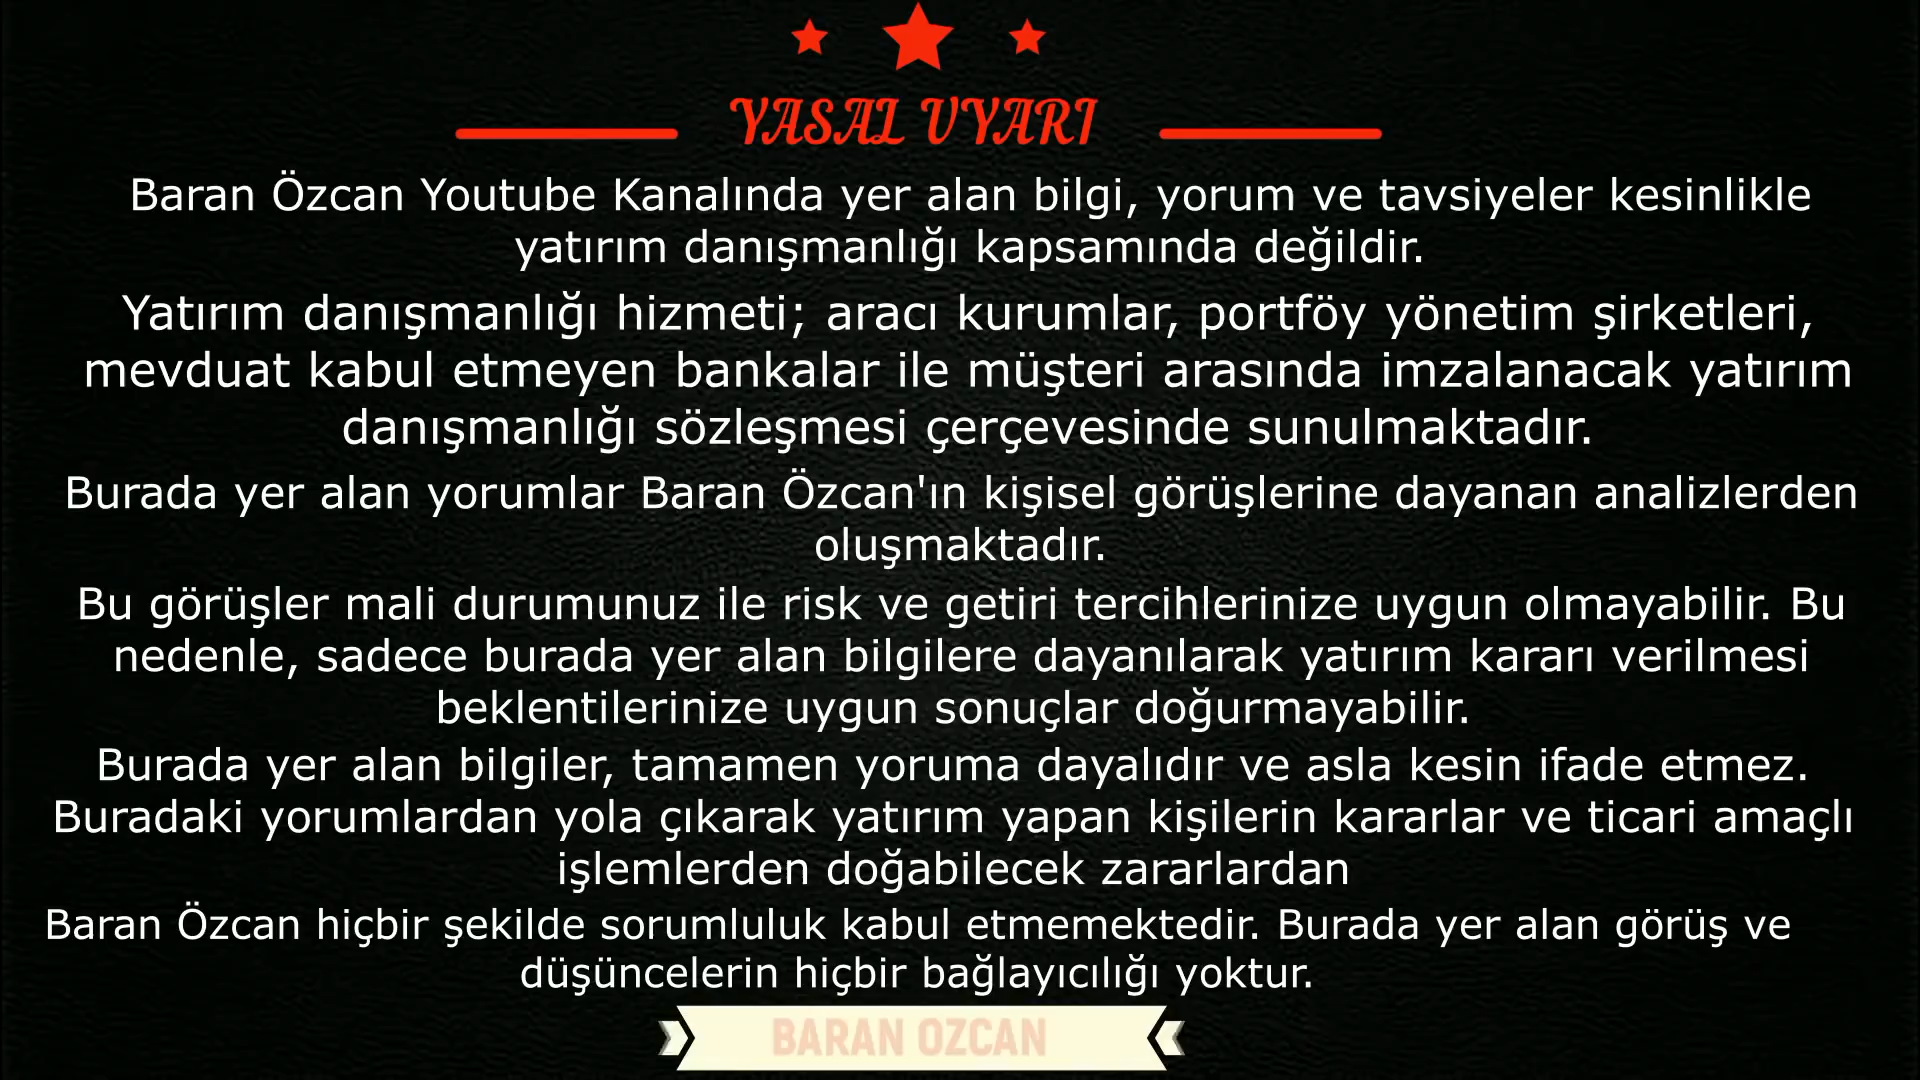 YASAL UYARI
Baran Özcan Youtube Kanalında yer alan bilgi, yorum ve tavsiyeler kesinlikle
yatırım danışmanlığı kapsamında değildir.
Yatırım danışmanlığı hizmeti; aracı kurumlar, portföy yönetim şirketleri,
mevduat kabul etmeyen bankalar ile müşteri arasında imzalanacak yatırım
danışmanlığı sözleşmesi çerçevesinde sunulmaktadır.
Burada yer alan yorumlar Baran Özcan'ın kişisel görüşlerine dayanan analizlerden
oluşmaktadır.
Bu görüşler mali durumunuz ile risk ve getiri tercihlerinize uygun olmayabilir. Bu
nedenle, sadece burada yer alan bilgilere dayanılarak yatırım kararı verilmesi
beklentilerinize uygun sonuçlar doğurmayabilir.
Burada yer alan bilgiler, tamamen yoruma dayalıdır ve asla kesin ifade etmez.
Buradaki yorumlardan yola çıkarak yatırım yapan kişilerin kararlar ve ticari amaçlı
işlemlerden doğabilecek zararlardan
Baran Özcan hiçbir şekilde sorumluluk kabul etmemektedir. Burada yer alan görüş ve
düşüncelerin hiçbir bağlayıcılığı yoktur.
BARAN OZCAN